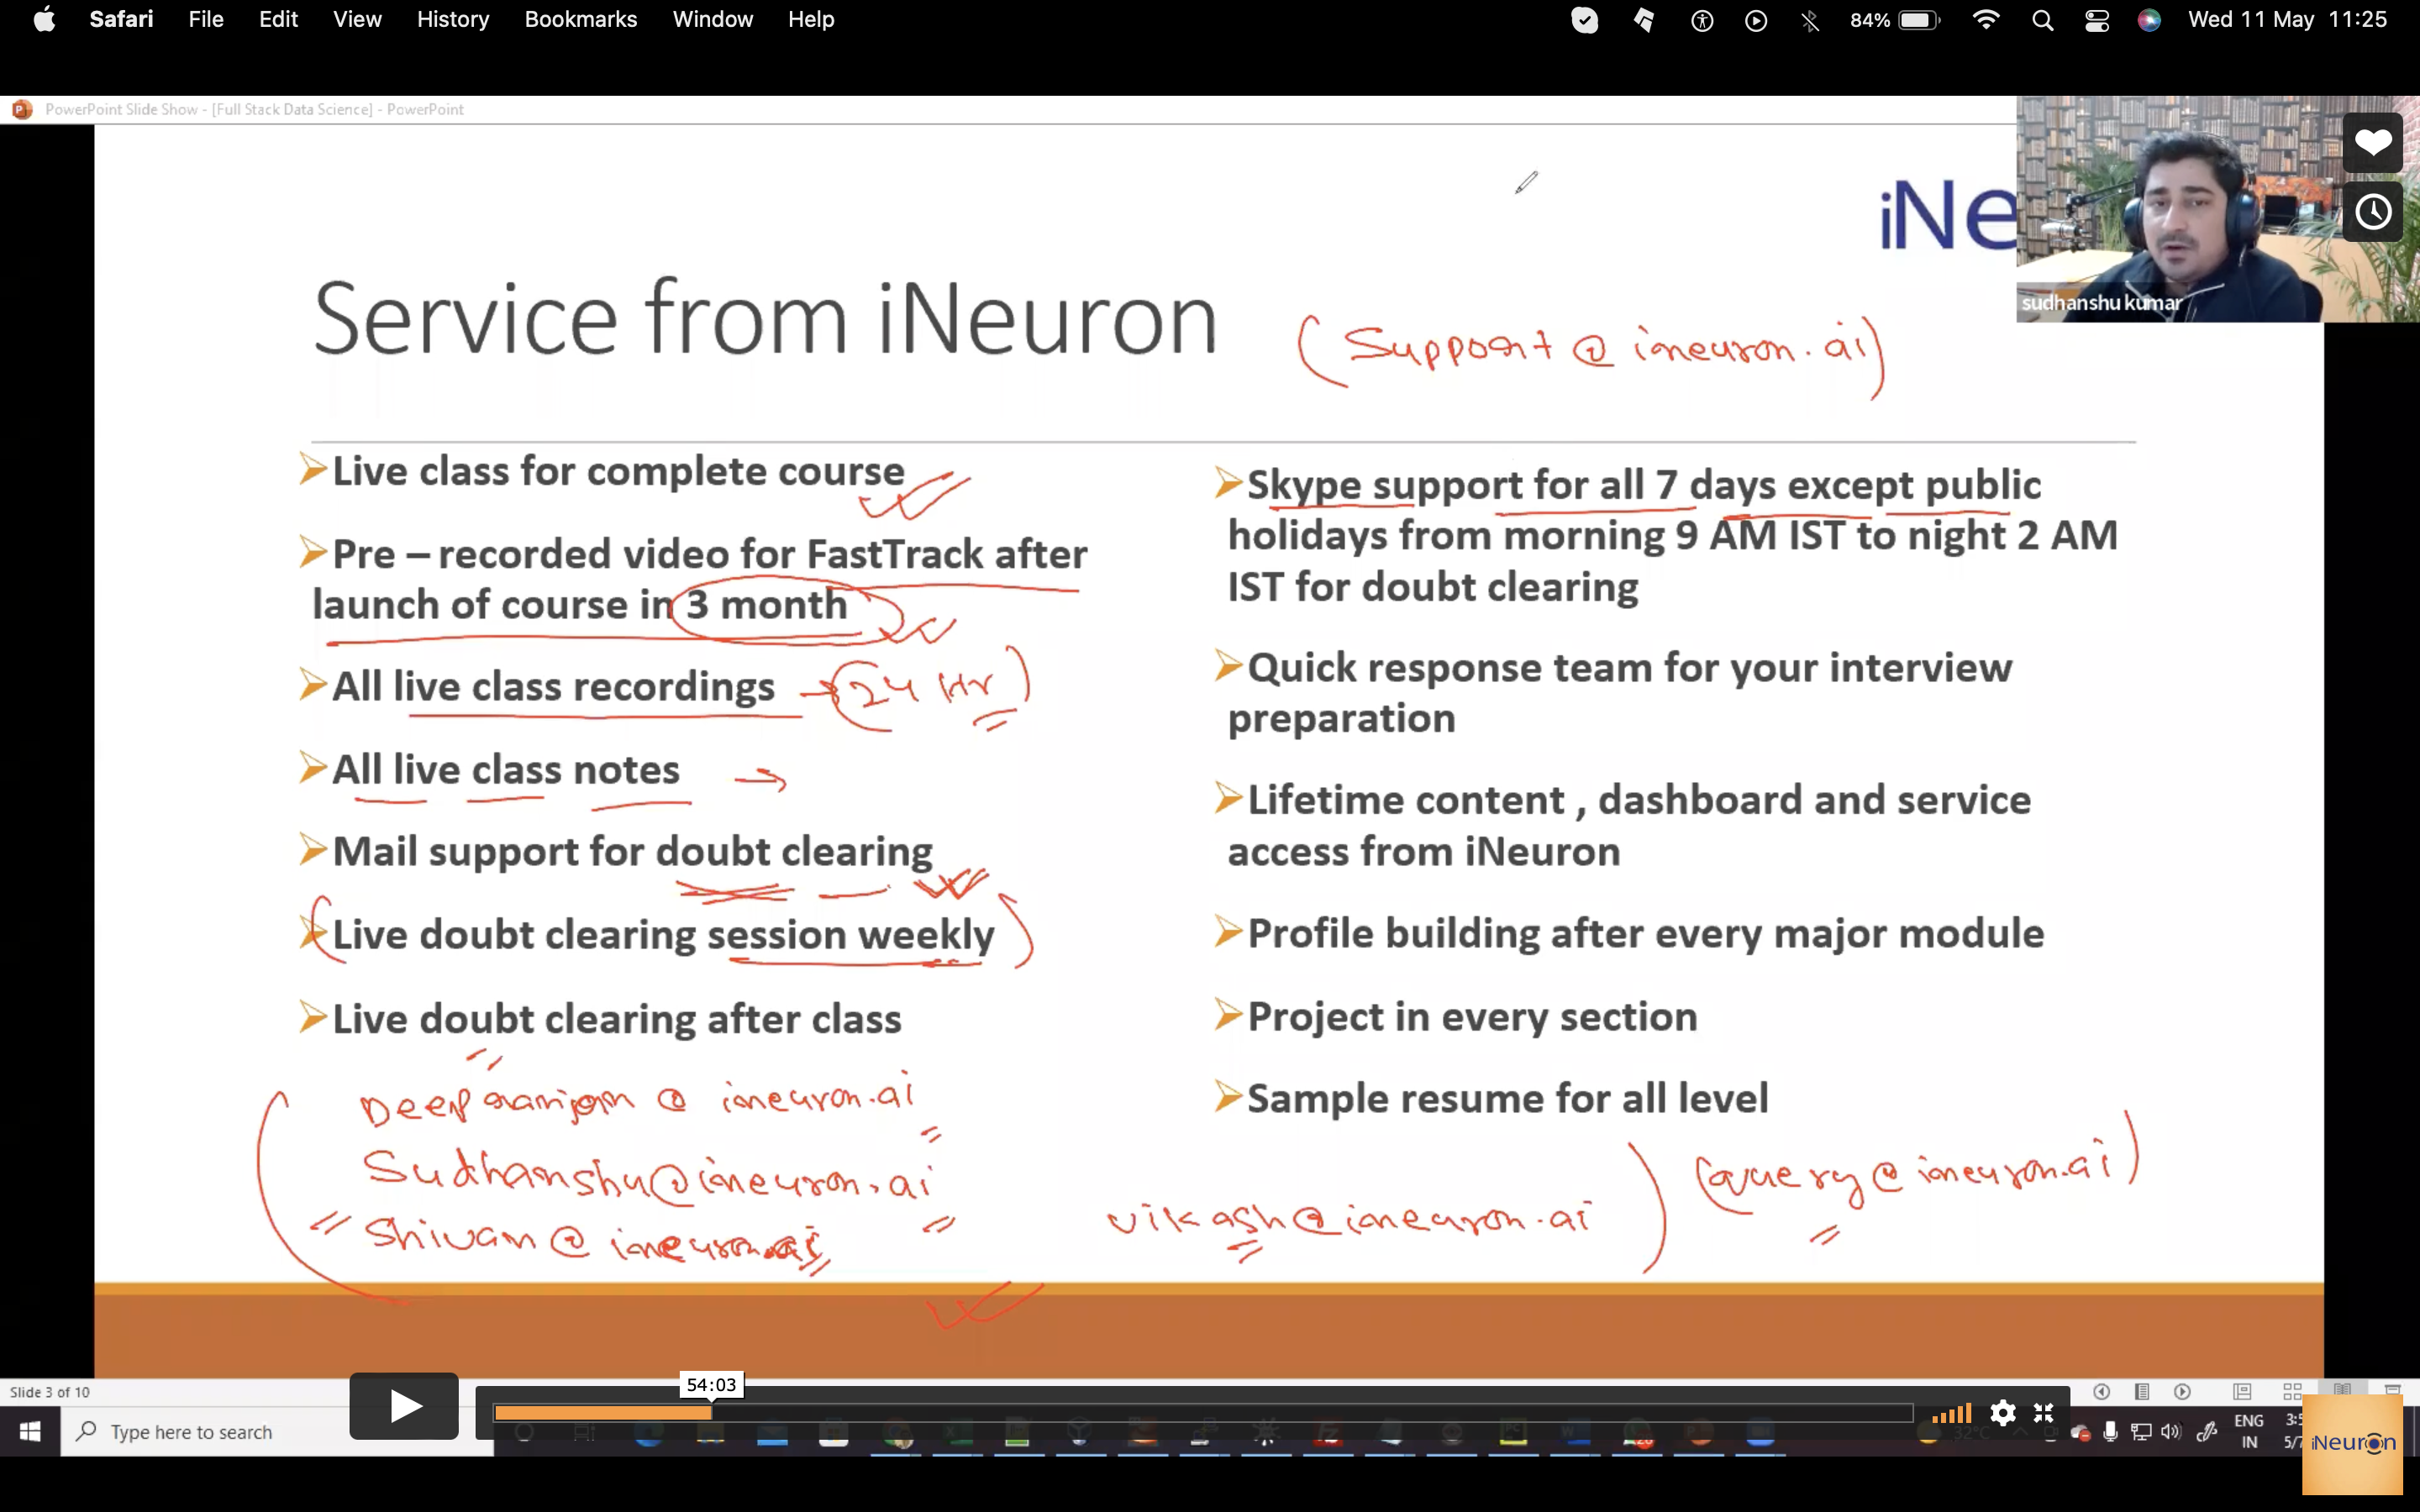 Safari File Edit View History Bookmarks Window Help 84% Wed 11 May 11:25
PowerPoint Slide Show - [Full Stack Data Science] - PowerPoint
iNe
sudhanshu kumar
Service from iNeuron
(Support @ ineuron.ai)
➢Live class for complete course
➢Pre – recorded video for FastTrack after
launch of course in 3 month
➢All live class recordings → (24 Hr)
➢All live class notes →
➢Mail support for doubt clearing
➢Live doubt clearing session weekly
➢Live doubt clearing after class
@ ineuron.ai
Sudhanshu@ineuron.ai
Shivam @ ineuron.ai
➢Skype support for all 7 days except public
holidays from morning 9 AM IST to night 2 AM
IST for doubt clearing
➢Quick response team for your interview
preparation
➢Lifetime content , dashboard and service
access from iNeuron
➢Profile building after every major module
➢Project in every section
➢Sample resume for all level
vikash@ineuron.ai
(query@ineuron.ai)
54:03
Slide 3 of 10
Type here to search
32°C
ENG
IN
iNeuron